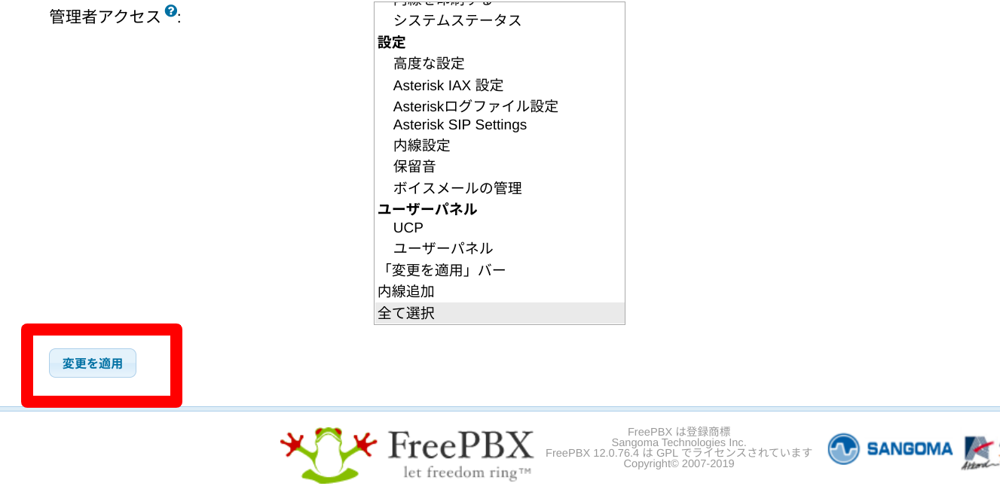 管理者アクセス ?:
内線を印刷する
システムステータス
設定
高度な設定
Asterisk IAX 設定
Asteriskログファイル設定
Asterisk SIP Settings
内線設定
保留音
ボイスメールの管理
ユーザーパネル
UCP
ユーザーパネル
「変更を適用」バー
内線追加
全て選択
変更を適用
FreePBX
let freedom ring™
FreePBX は登録商標
Sangoma Technologies Inc.
FreePBX 12.0.76.4 は GPL でライセンスされています
Copyright© 2007-2019
SANGOMA